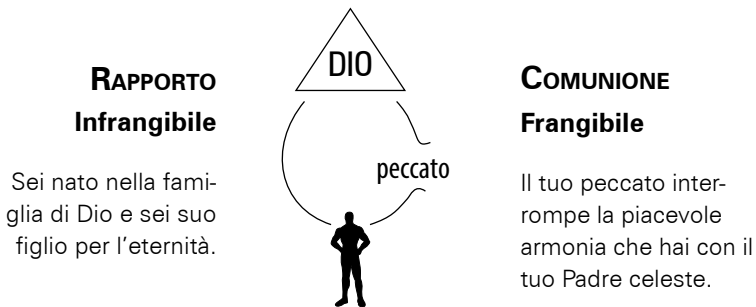 RAPPORTO
Infrangibile
Sei nato nella fami-
glia di Dio e sei suo
figlio per l'eternità.
DIO
peccato
COMUNIONE
Frangibile
Il tuo peccato inter-
rompe la piacevole
armonia che hai con il
tuo Padre celeste.